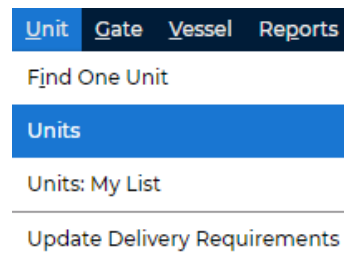 Unit Gate Vessel Reports
Find One Unit
Units
Units: My List
Update Delivery Requirements